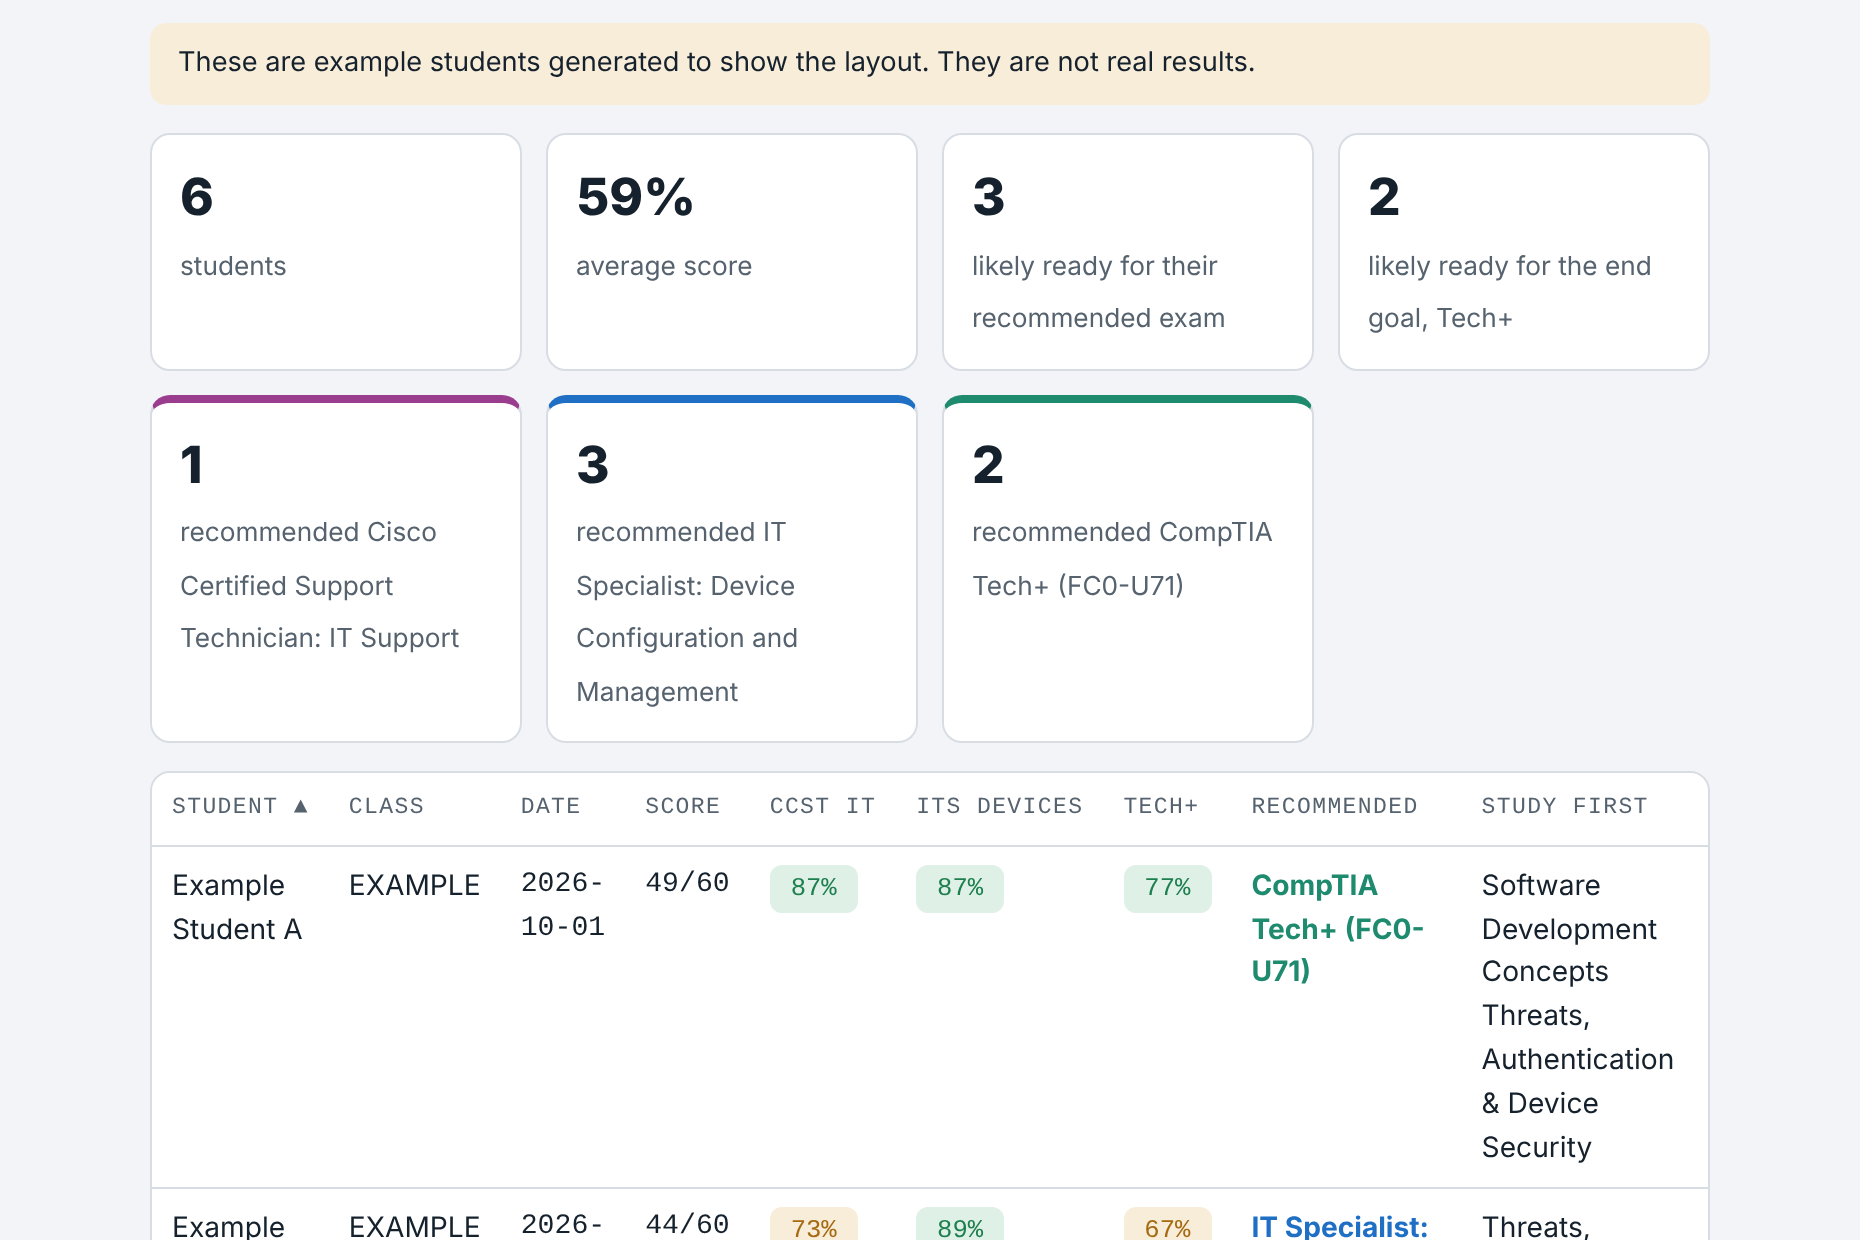 These are example students generated to show the layout. They are not real results.
6
students
59%
average score
3
likely ready for their
recommended exam
2
likely ready for the end
goal, Tech+
1
recommended Cisco
Certified Support
Technician: IT Support
3
recommended IT
Specialist: Device
Configuration and
Management
2
recommended CompTIA
Tech+ (FC0-U71)
STUDENT ▲ CLASS DATE SCORE CCST IT ITS DEVICES TECH+ RECOMMENDED STUDY FIRST
Example EXAMPLE 2026- 49/60 87% 87% 77% CompTIA Software
Student A 10-01 Tech+ (FC0- Development
U71) Concepts
Threats,
Authentication
& Device
Security
Example EXAMPLE 2026- 44/60 73% 89% 67% IT Specialist: Threats,